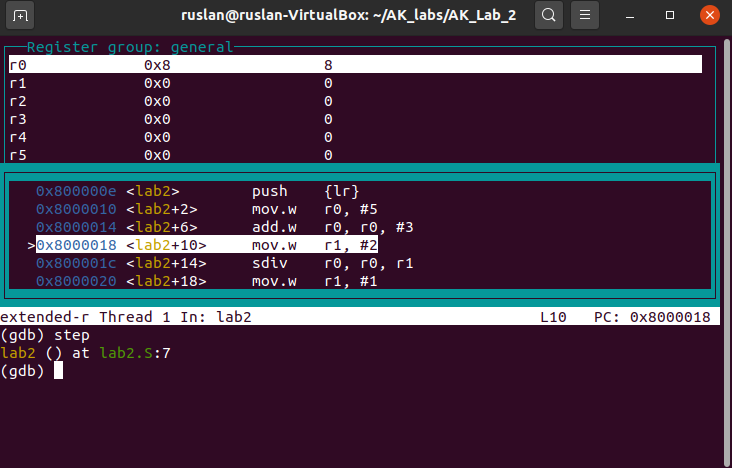 ruslan@ruslan-VirtualBox: ~/AK_labs/AK_Lab_2
Register group: general
r0 0x8 8
r1 0x0 0
r2 0x0 0
r3 0x0 0
r4 0x0 0
r5 0x0 0
0x800000e <lab2> push {lr}
0x8000010 <lab2+2> mov.w r0, #5
0x8000014 <lab2+6> add.w r0, r0, #3
>0x8000018 <lab2+10> mov.w r1, #2
0x800001c <lab2+14> sdiv r0, r0, r1
0x8000020 <lab2+18> mov.w r1, #1
extended-r Thread 1 In: lab2 L10 PC: 0x8000018
(gdb) step
lab2 () at lab2.S:7
(gdb)